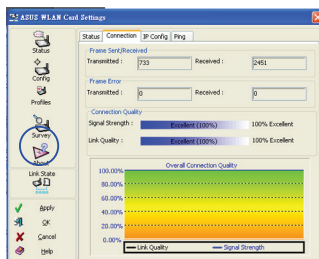 ASUS WLAN Card Settings
Status Connection IP Config Ping
Status
Config
Profiles
Survey
About
Link State
Apply
OK
Cancel
Help
Frame Sent/Received
Transmitted : 733 Received : 2451
Frame Error
Transmitted : 0 Received : 0
Connection Quality
Signal Strength : Excellent (100%) 100% Excellent
Link Quality : Excellent (100%) 100% Excellent
Overall Connection Quality
100.00%
80.00%
60.00%
40.00%
20.00%
0.00%
Link Quality Signal Strength